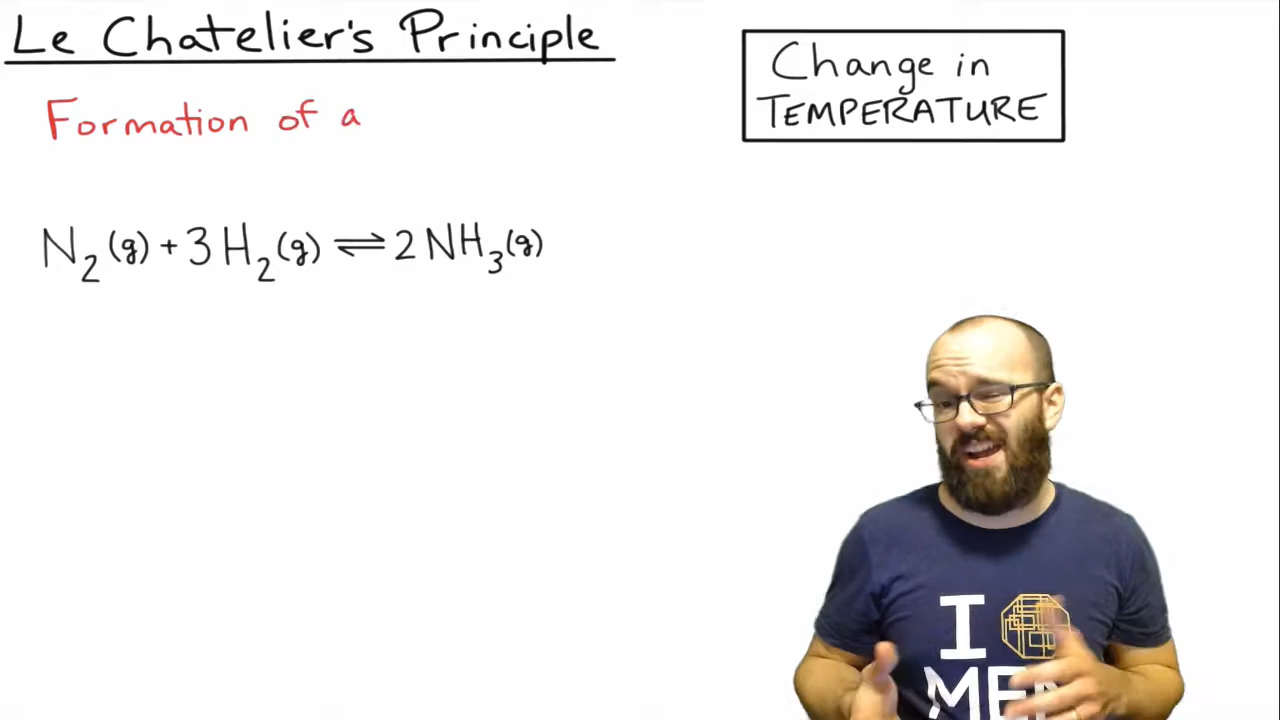 Le Chatelier's Principle
Change in
TEMPERATURE
Formation of a
N₂(g) + 3H₂(g) ⇌ 2NH₃(g)
I